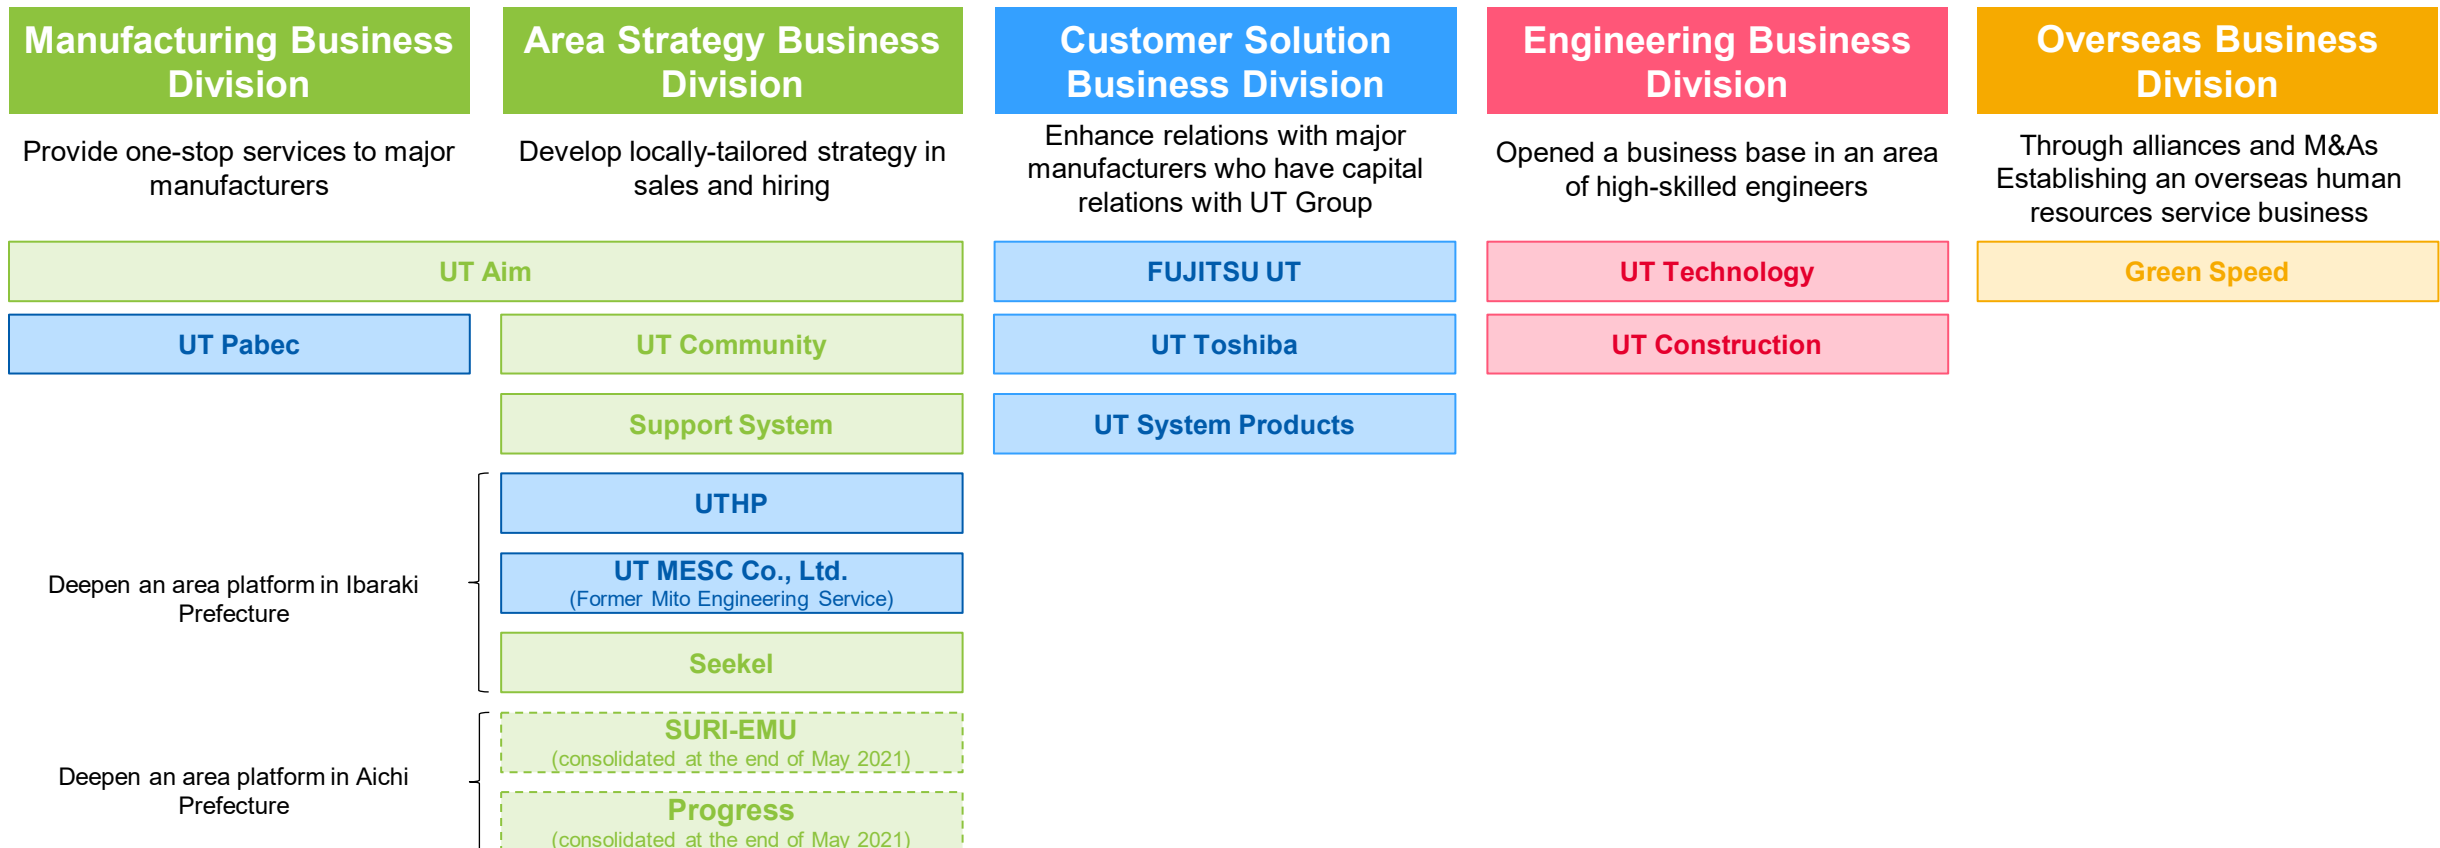 Manufacturing Business
Division
Area Strategy Business
Division
Customer Solution
Business Division
Engineering Business
Division
Overseas Business
Division
Provide one-stop services to major
manufacturers
Develop locally-tailored strategy in
sales and hiring
Enhance relations with major
manufacturers who have capital
relations with UT Group
Opened a business base in an area
of high-skilled engineers
Through alliances and M&As
Establishing an overseas human
resources service business
UT Aim
FUJITSU UT
UT Technology
Green Speed
UT Pabec
UT Community
UT Toshiba
UT Construction
Support System
UT System Products
Deepen an area platform in Ibaraki
Prefecture
UTHP
UT MESC Co., Ltd.
(Former Mito Engineering Service)
Seekel
Deepen an area platform in Aichi
Prefecture
SURI-EMU
(consolidated at the end of May 2021)
Progress
(consolidated at the end of May 2021)